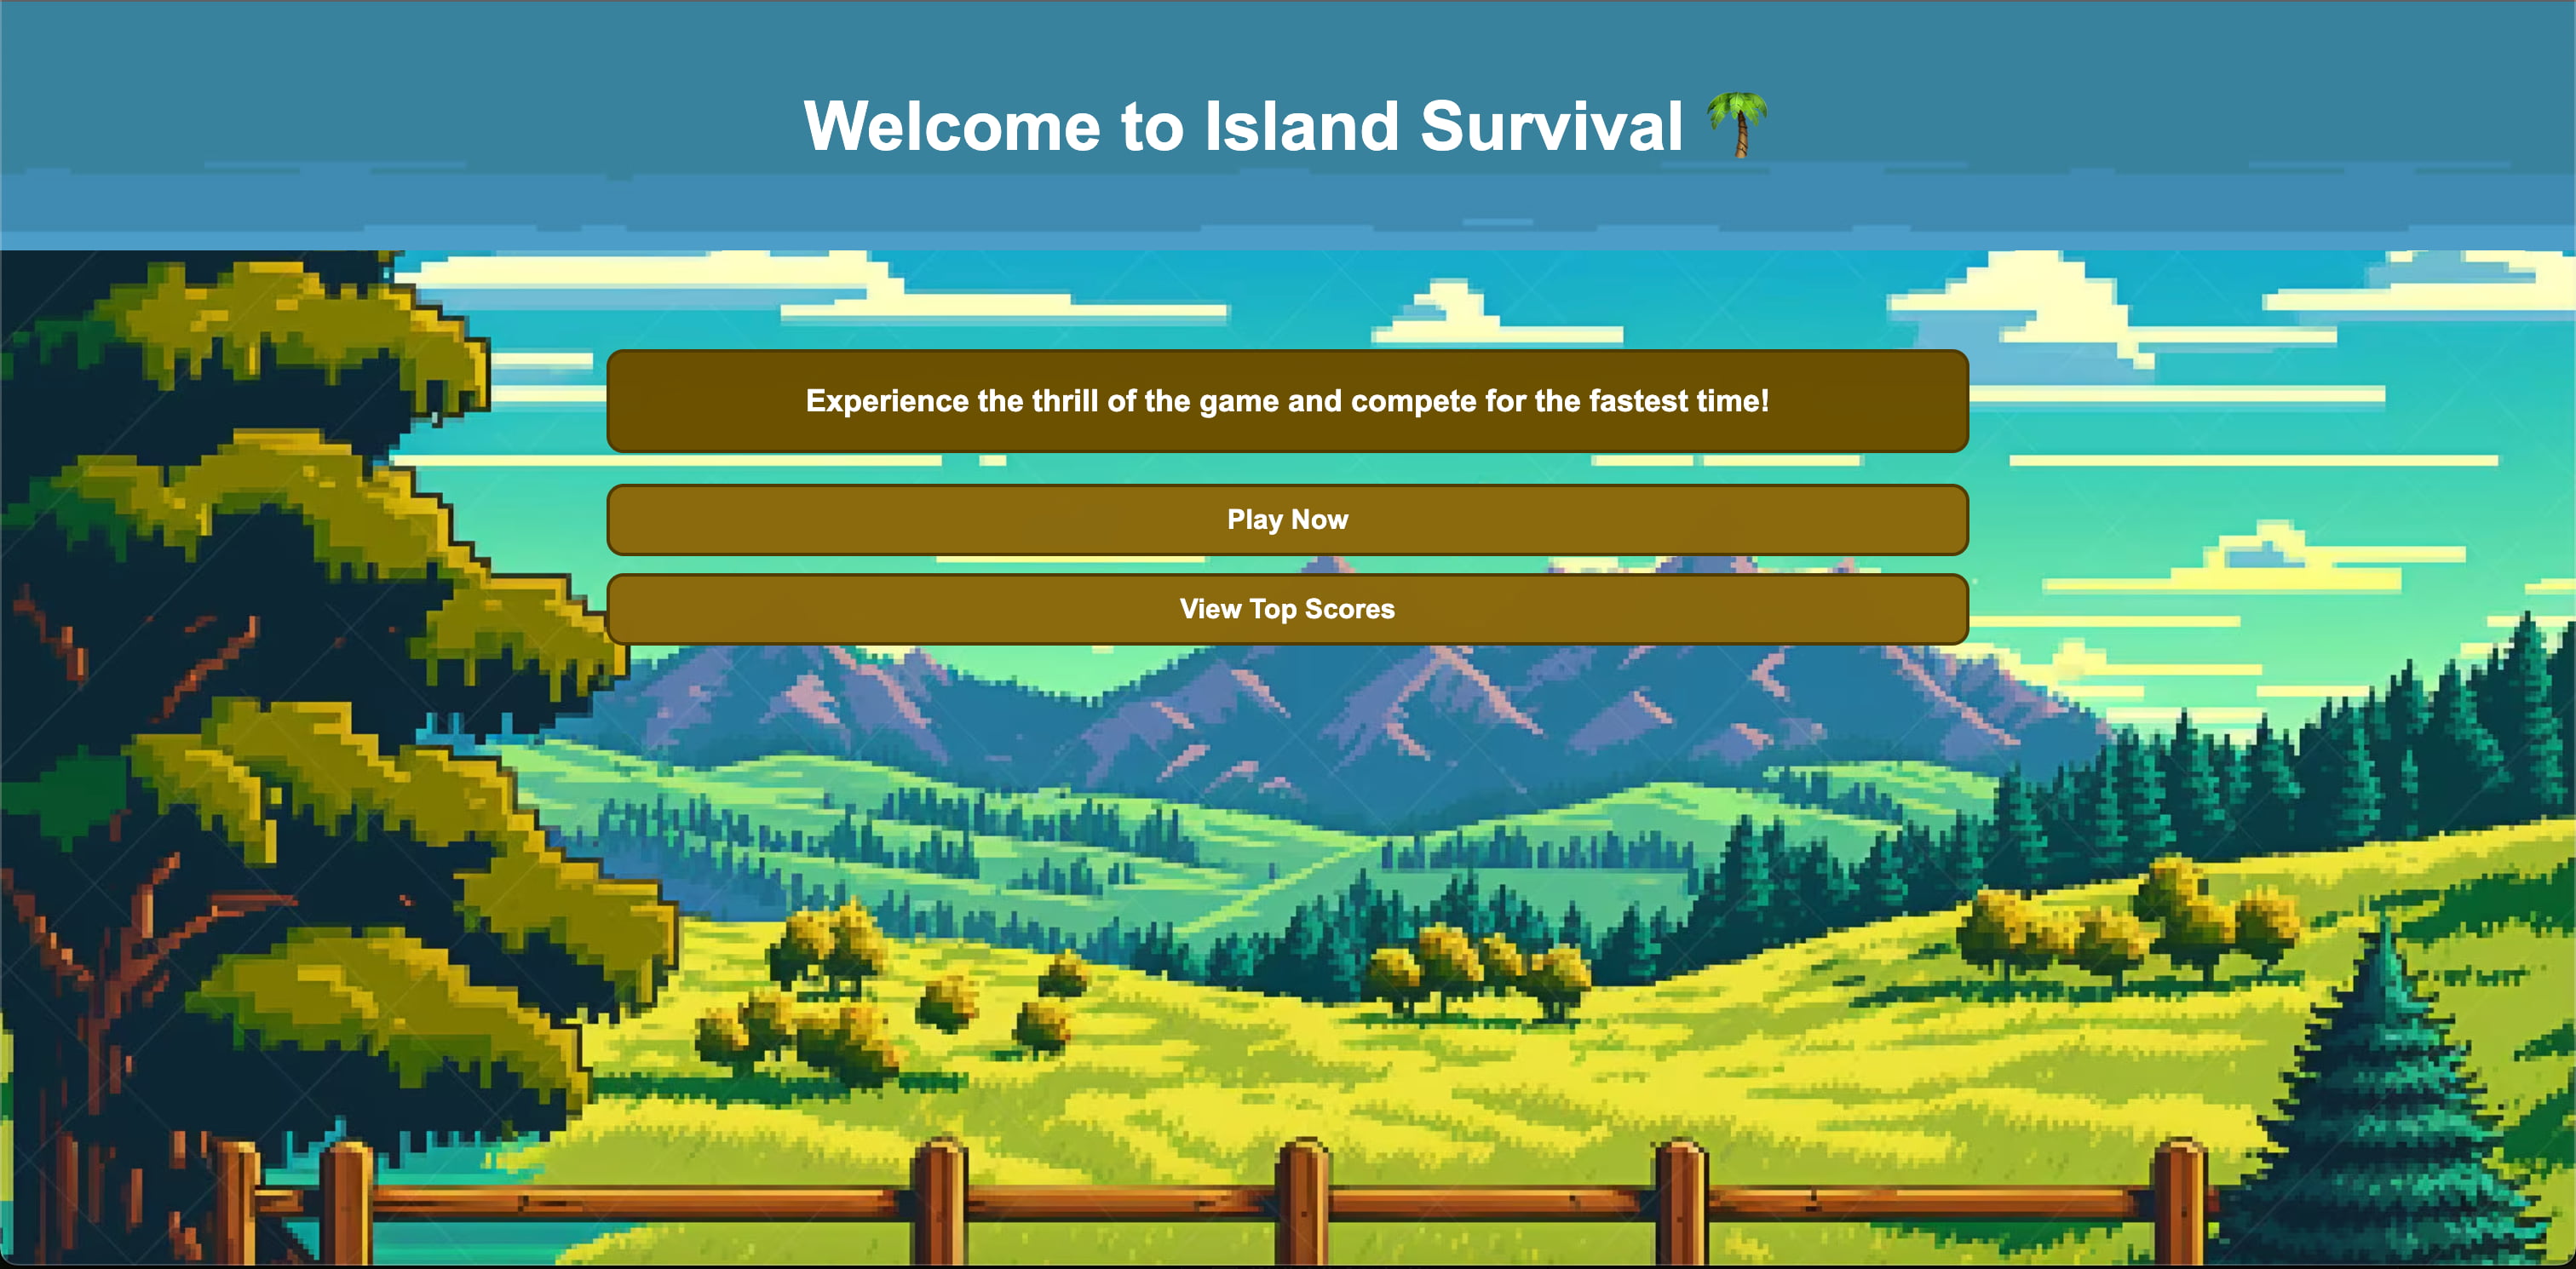 Welcome to Island Survival 🌴
Experience the thrill of the game and compete for the fastest time!
Play Now
View Top Scores